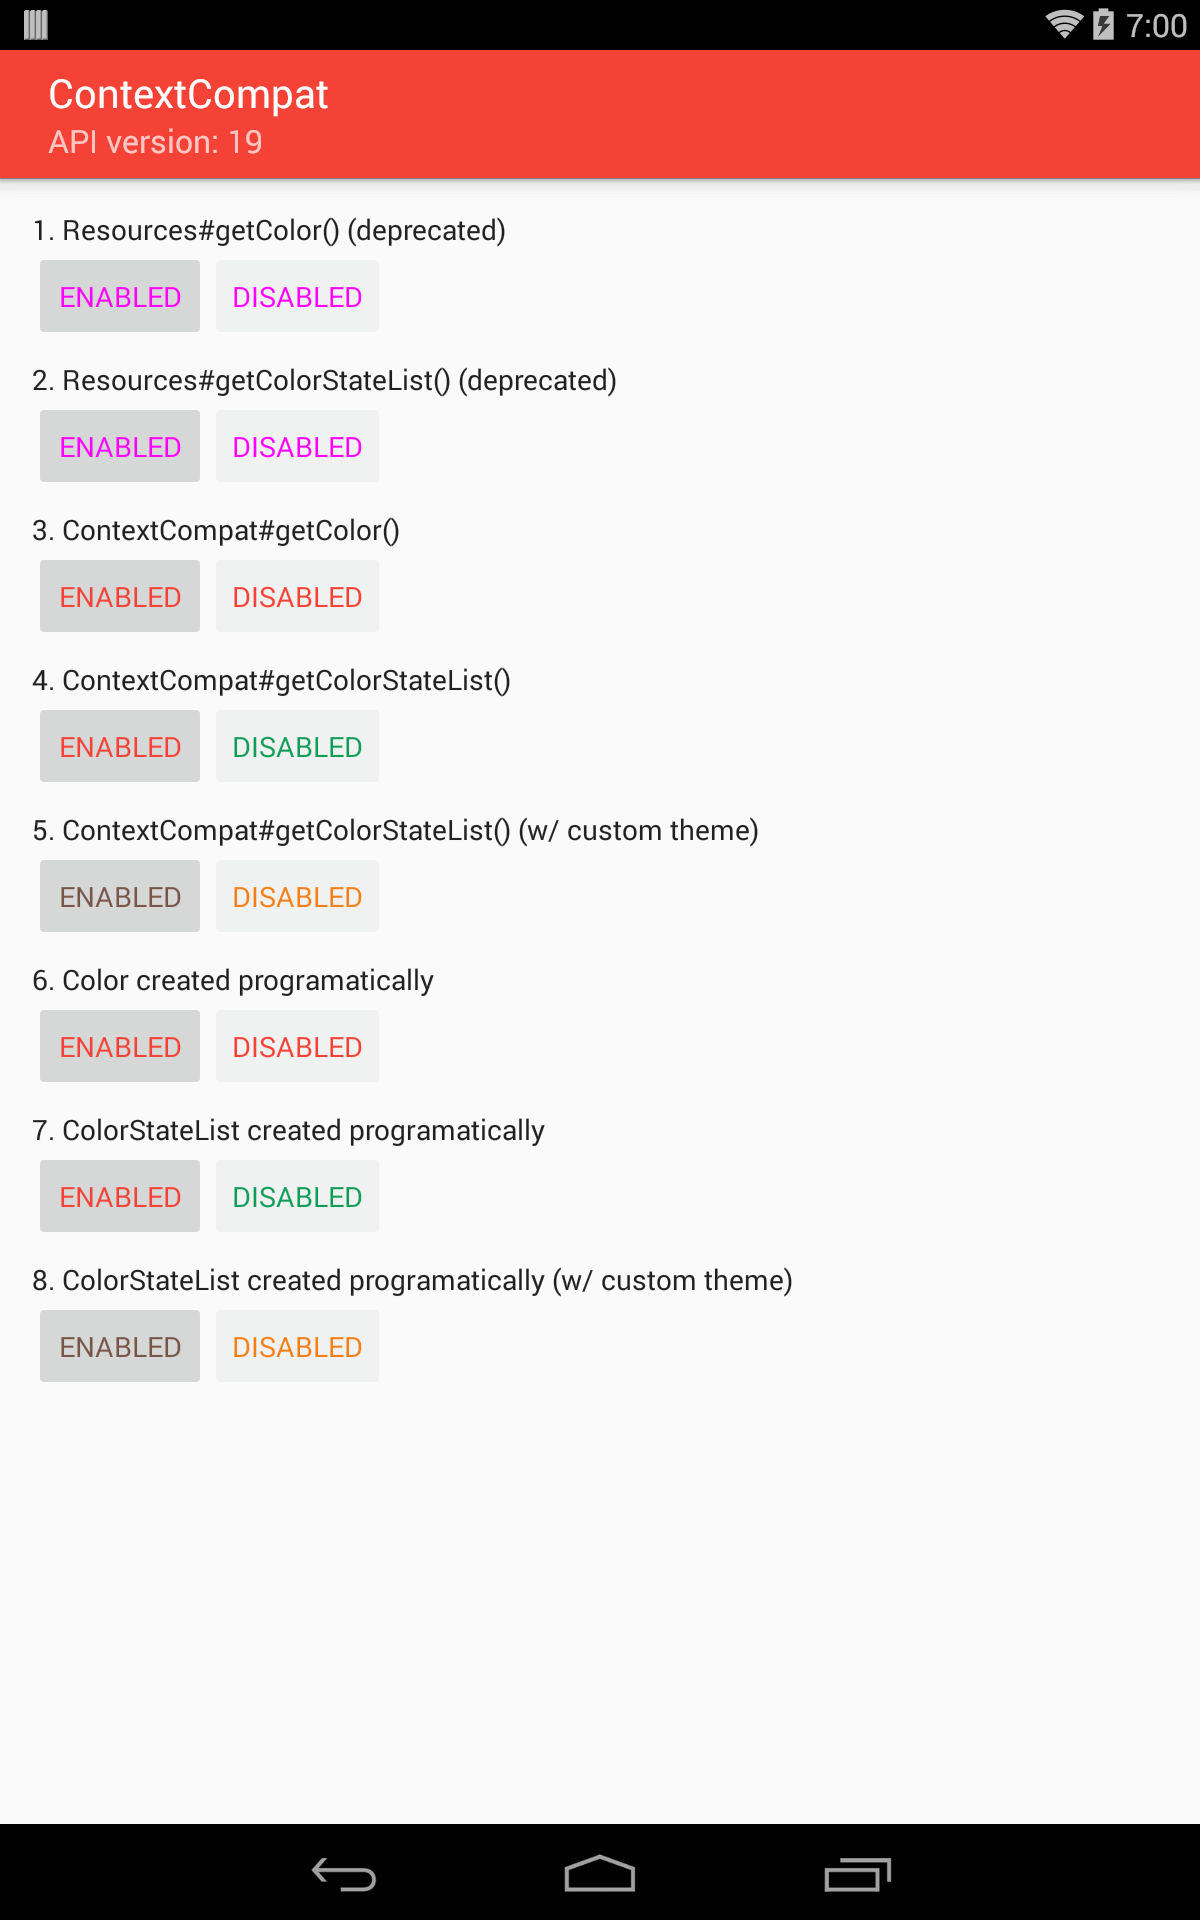 7:00
ContextCompat
API version: 19
1. Resources#getColor() (deprecated)
ENABLED DISABLED
2. Resources#getColorStateList() (deprecated)
ENABLED DISABLED
3. ContextCompat#getColor()
ENABLED DISABLED
4. ContextCompat#getColorStateList()
ENABLED DISABLED
5. ContextCompat#getColorStateList() (w/ custom theme)
ENABLED DISABLED
6. Color created programatically
ENABLED DISABLED
7. ColorStateList created programatically
ENABLED DISABLED
8. ColorStateList created programatically (w/ custom theme)
ENABLED DISABLED